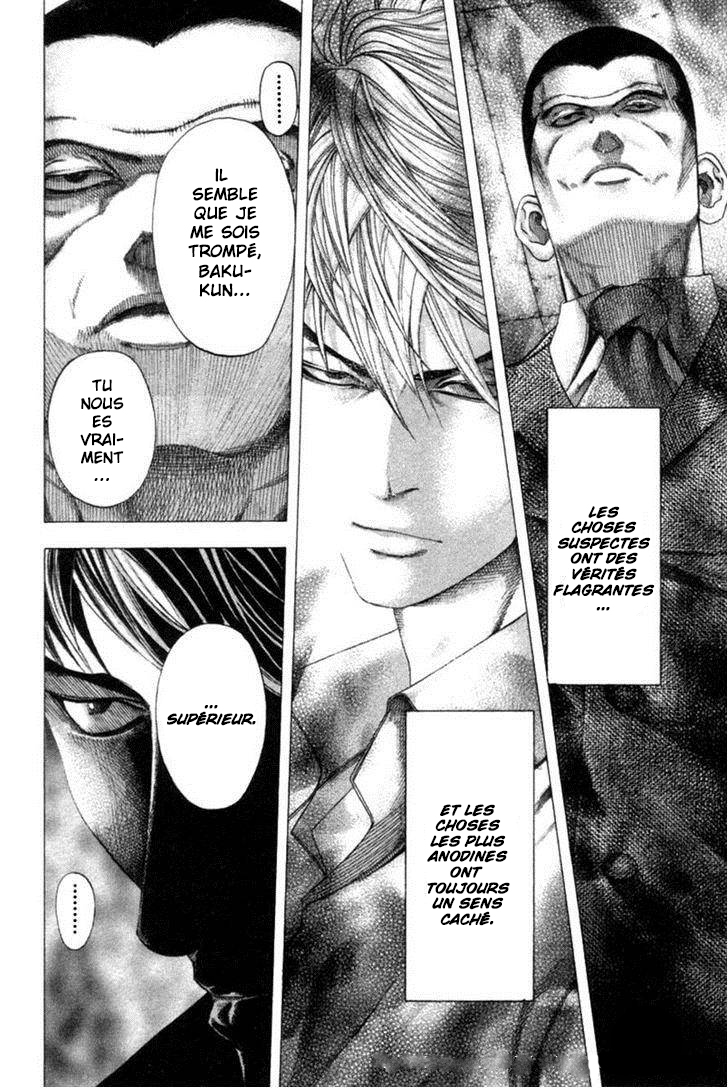 LES
CHOSES
SUSPECTES
ONT DES
VÉRITÉS
FLAGRANTES
...
ET LES
CHOSES
LES PLUS
ANODINES
ONT
TOUJOURS
UN SENS
CACHÉ.
........
IL
SEMBLE
QUE JE
ME SOIS
TROMPÉ,
BAKU-
KUN...
TU
NOUS
ES
VRAI-
MENT
...
...
SUPÉRIEUR.
........